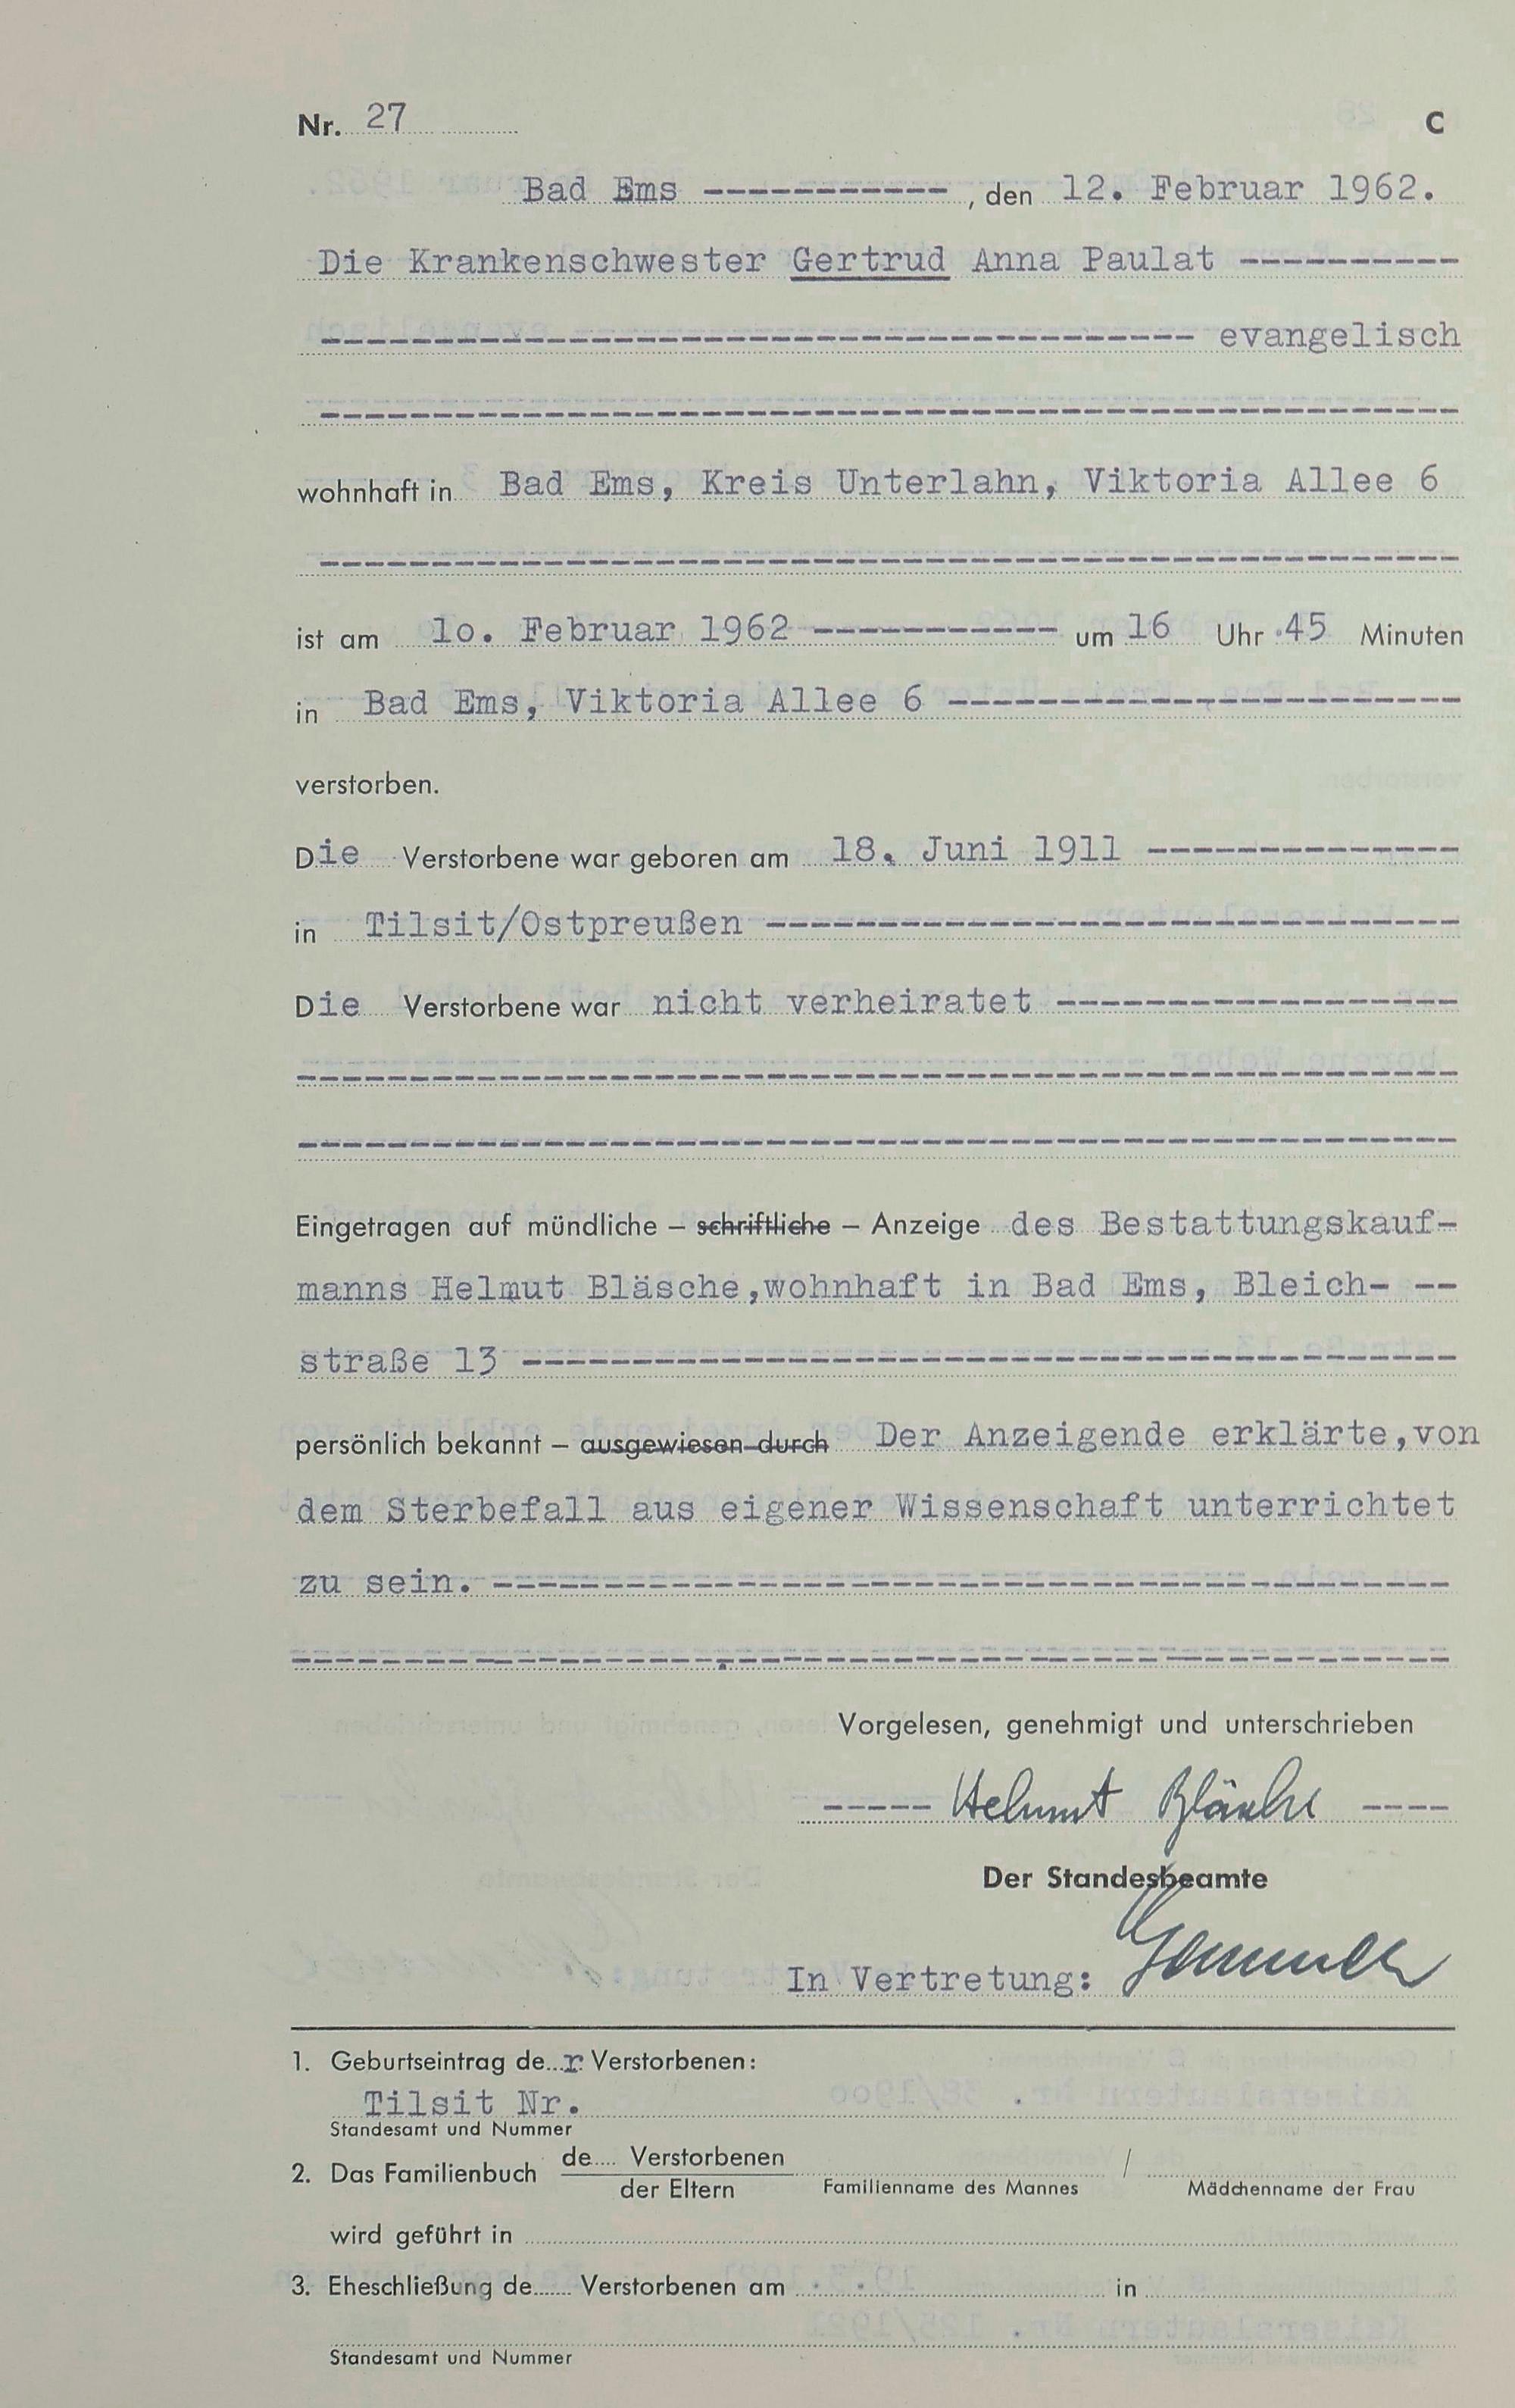 Nr. 27
C
Bad Ems ----------- , den 12. Februar 1962.
Die Krankenschwester Gertrud Anna Paulat ----------
--------------------------------------- evangelisch
---------------------------------------------------
wohnhaft in Bad Ems, Kreis Unterlahn, Viktoria Allee 6
---------------------------------------------------
ist am 1o. Februar 1962 ----------- um 16 Uhr 45 Minuten
in Bad Ems, Viktoria Allee 6 -----------------------
verstorben.
Die Verstorbene war geboren am 18. Juni 1911 --------------
in Tilsit/Ostpreußen -------------------------------
Die Verstorbene war nicht verheiratet ------------------
----------------------------------------------------
----------------------------------------------------
Eingetragen auf mündliche – schriftliche – Anzeige des Bestattungskauf-
manns Helmut Bläsche,wohnhaft in Bad Ems, Bleich- --
straße 13 ------------------------------------------
persönlich bekannt – ausgewiesen durch Der Anzeigende erklärte,von
dem Sterbefall aus eigener Wissenschaft unterrichtet
zu sein. -------------------------------------------
----------------------------------------------------
Vorgelesen, genehmigt und unterschrieben
----- Helmut Bläsche ----
Der Standesbeamte
In Vertretung:
1. Geburtseintrag der Verstorbenen:
Tilsit Nr.
Standesamt und Nummer
2. Das Familienbuch de.... Verstorbenen
der Eltern
/
Familienname des Mannes Mädchenname der Frau
wird geführt in
3. Eheschließung de...... Verstorbenen am . . in
Standesamt und Nummer